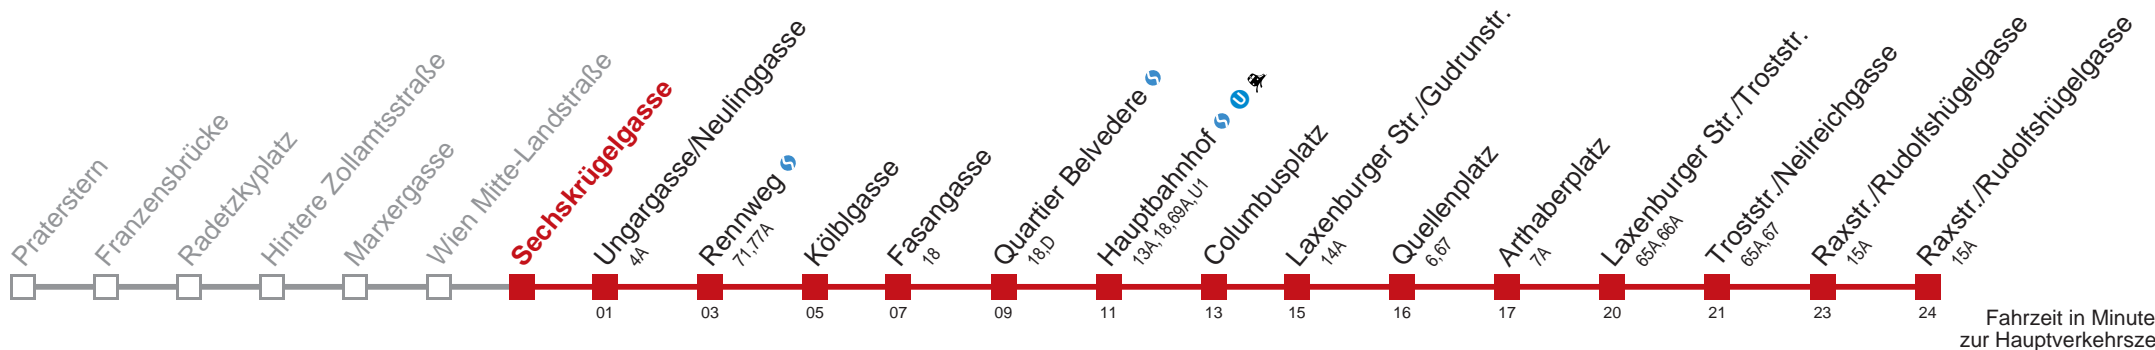 Praterstern
Franzensbrücke
Radetzkyplatz
Hintere Zollamtsstraße
Marxergasse
Wien Mitte-Landstraße
Sechskrügelgasse
Ungargasse/Neulinggasse
4A
Rennweg S
71,77A
Kölblgasse
Fasangasse
18
Quartier Belvedere S
18,D
Hauptbahnhof S U
13A,18,69A,U1
Columbusplatz
Laxenburger Str./Gudrunstr.
14A
Quellenplatz
6,67
Arthaberplatz
7A
Laxenburger Str./Troststr.
65A,66A
Troststr./Neilreichgasse
65A,67
Raxstr./Rudolfshügelgasse
15A
Raxstr./Rudolfshügelgasse
15A
01 03 05 07 09 11 13 15 16 17 20 21 23 24
Fahrzeit in Minute
zur Hauptverkehrsze